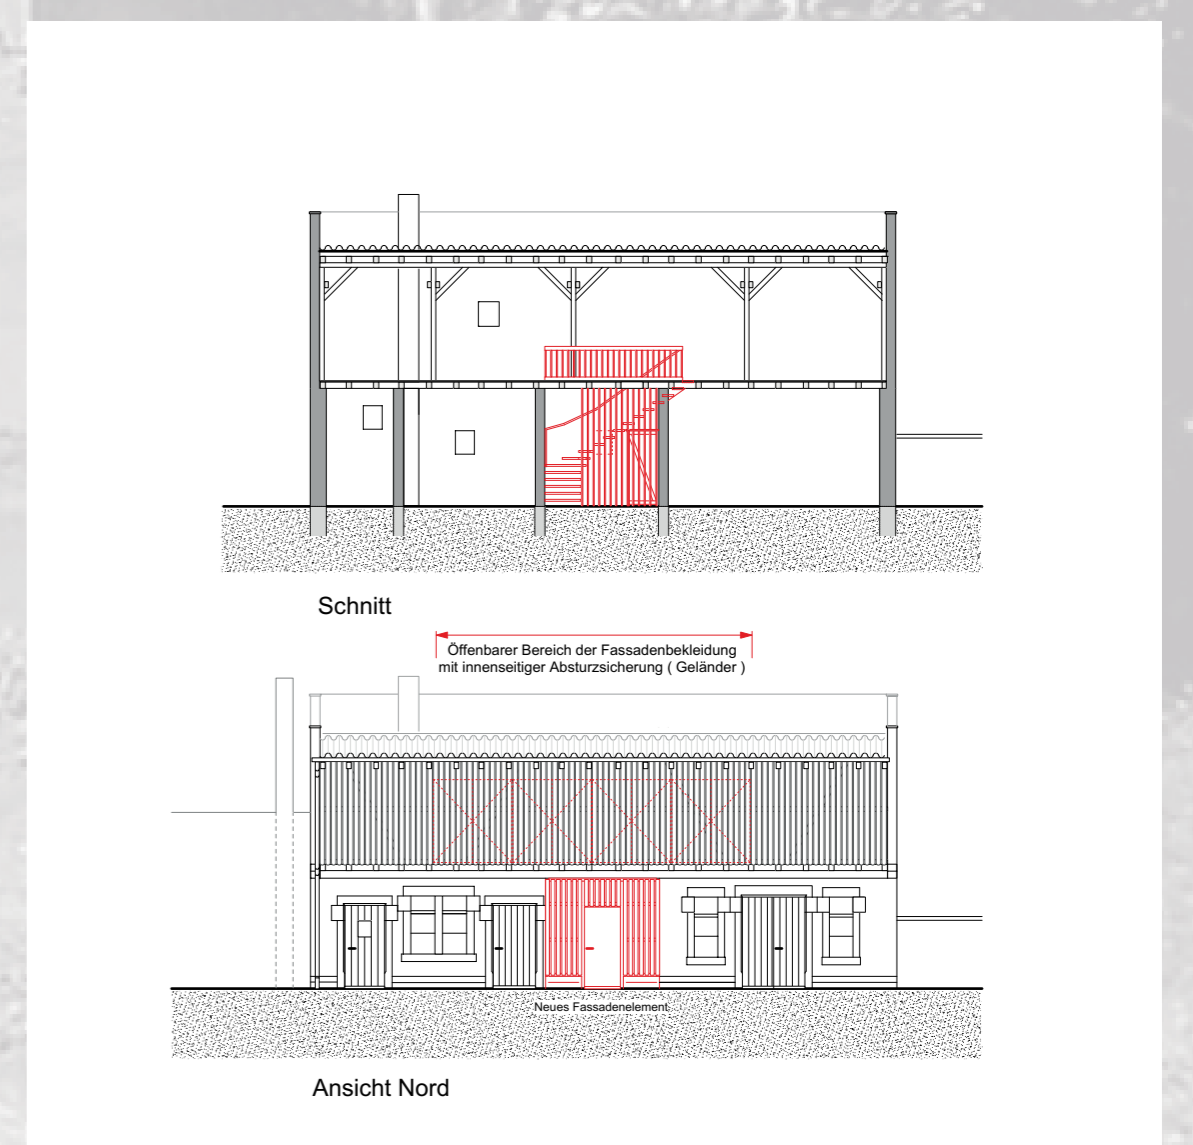 Schnitt
Öffenbarer Bereich der Fassadenbekleidung
mit innenseitiger Absturzsicherung ( Geländer )
Neues Fassadenelement
Ansicht Nord